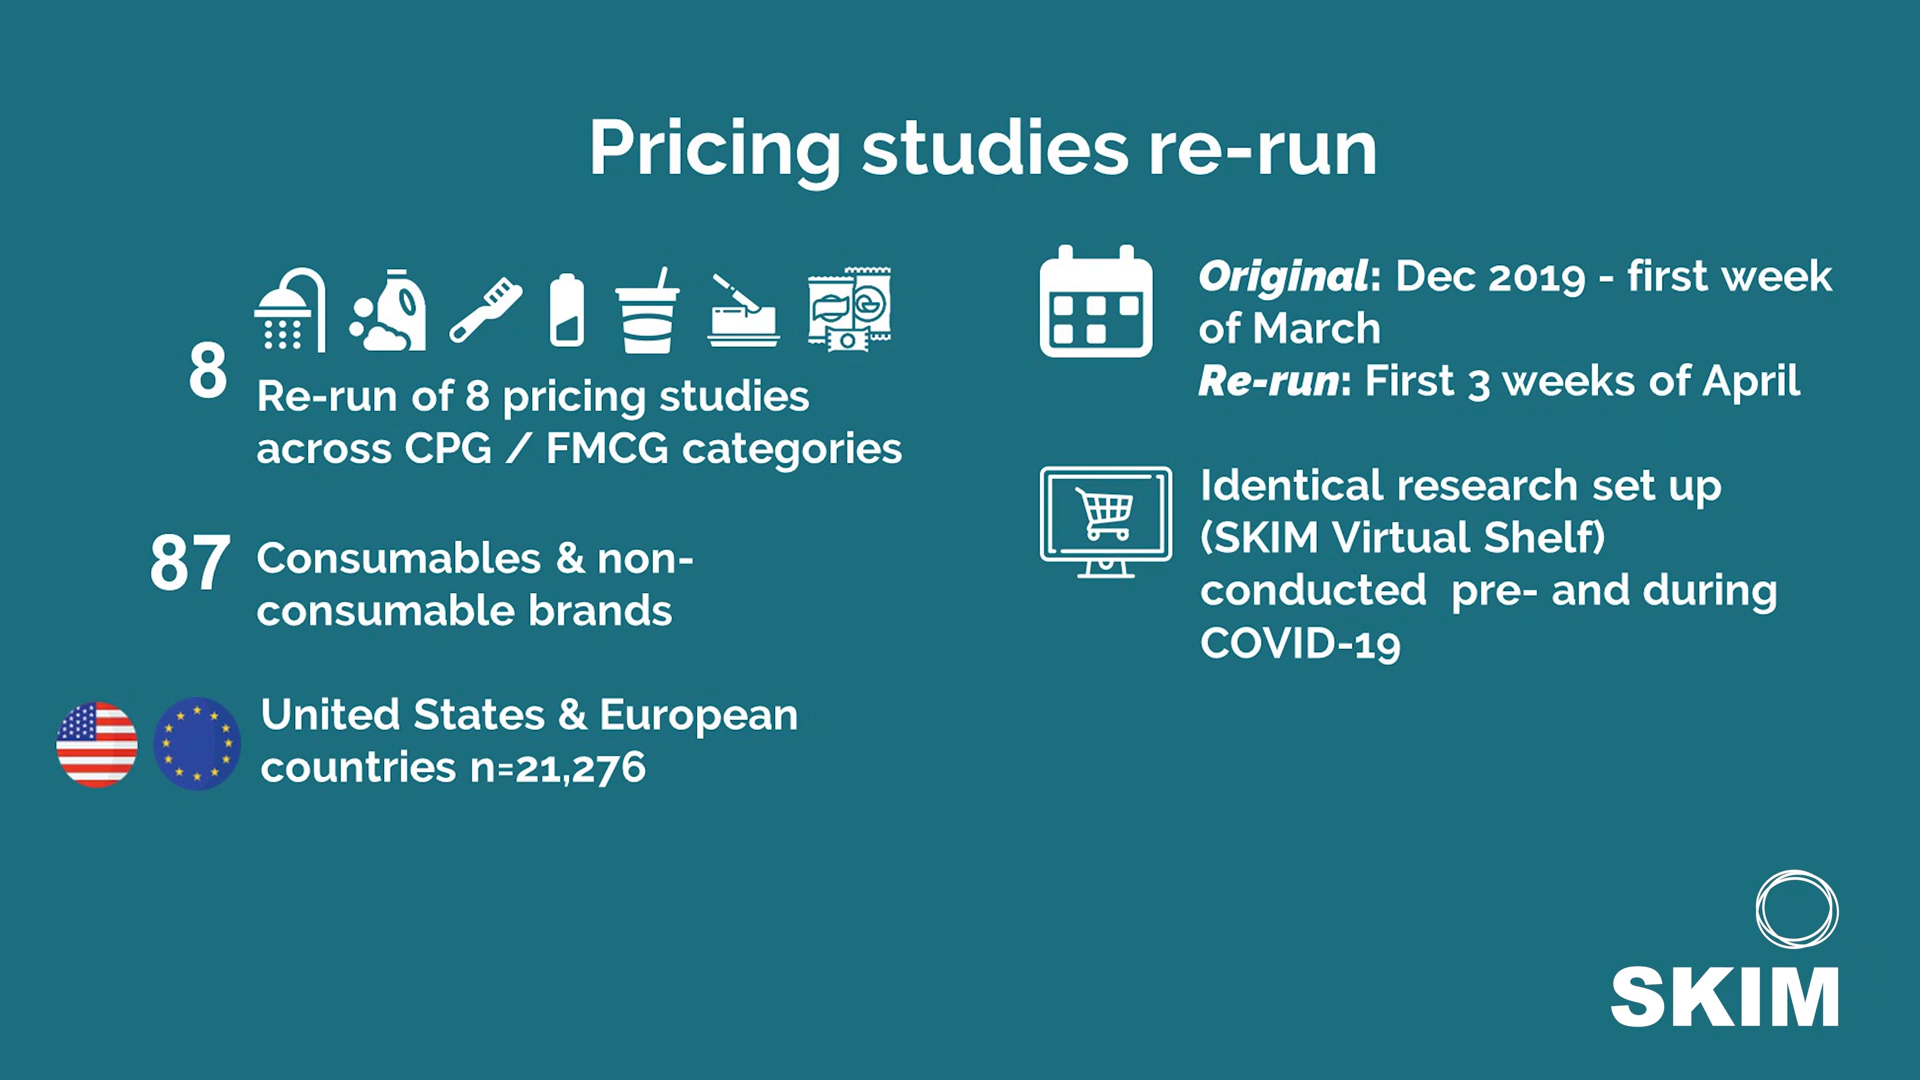 Pricing studies re-run
8
Re-run of 8 pricing studies
across CPG / FMCG categories
87
Consumables & non-
consumable brands
United States & European
countries n=21,276
Original: Dec 2019 - first week
of March
Re-run: First 3 weeks of April
Identical research set up
(SKIM Virtual Shelf)
conducted  pre- and during
COVID-19
SKIM